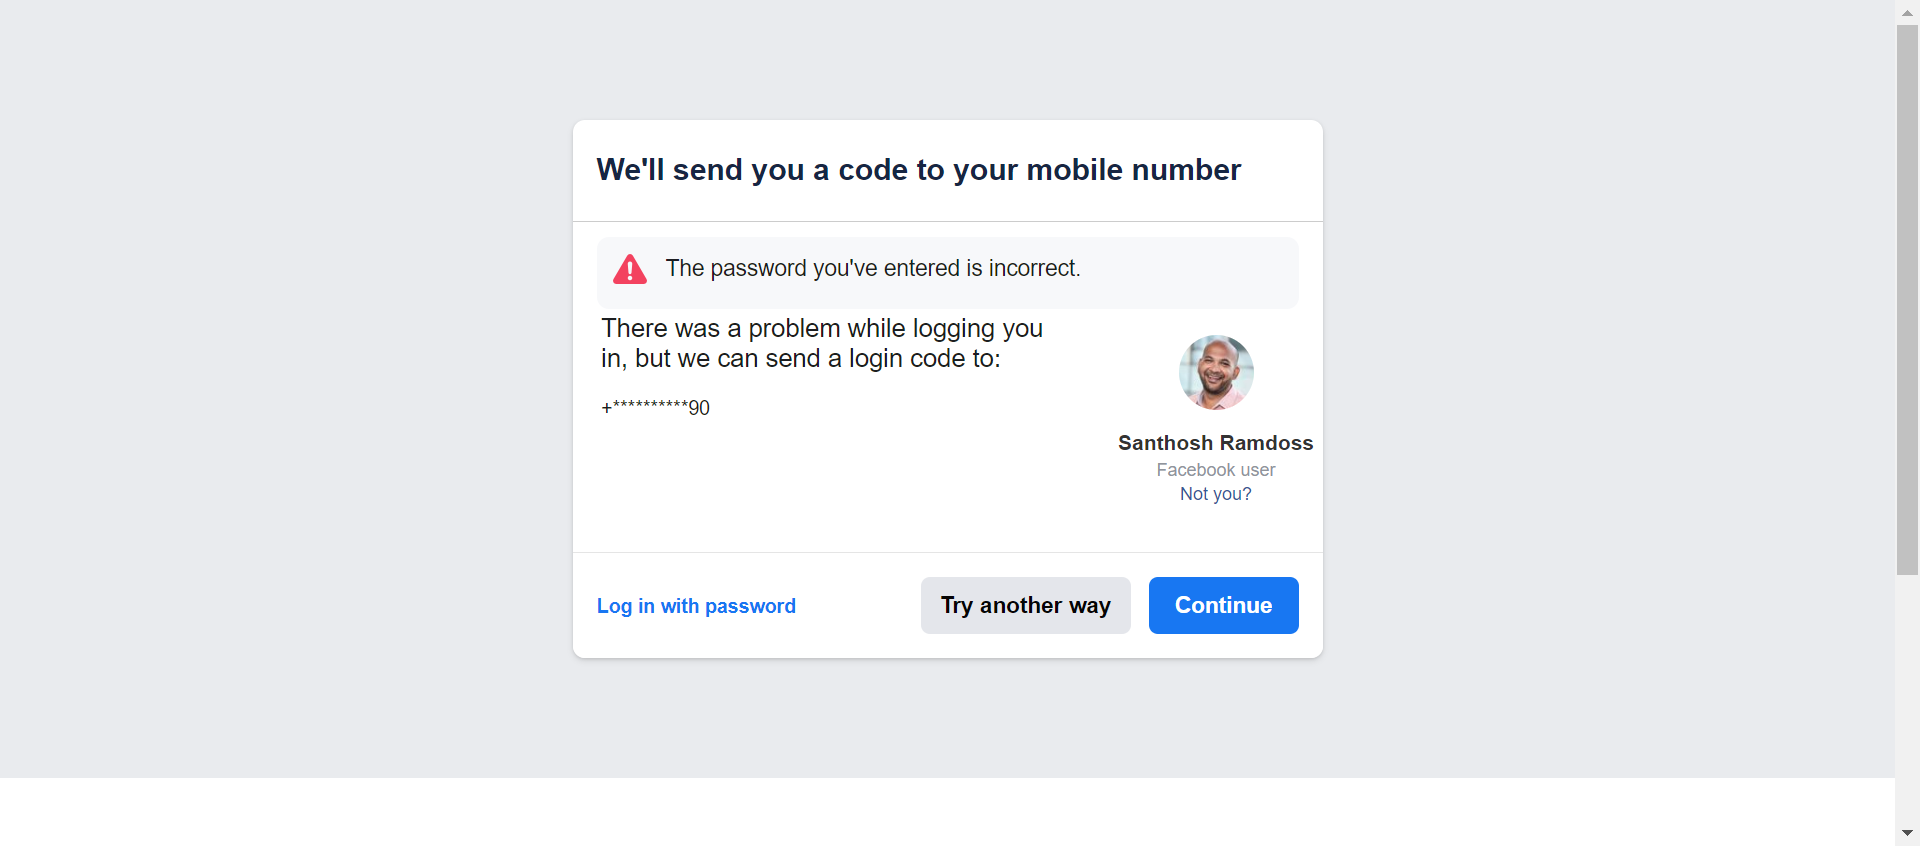 We'll send you a code to your mobile number
The password you've entered is incorrect.
There was a problem while logging you
in, but we can send a login code to:
+**********90
Santhosh Ramdoss
Facebook user
Not you?
Log in with password
Try another way
Continue